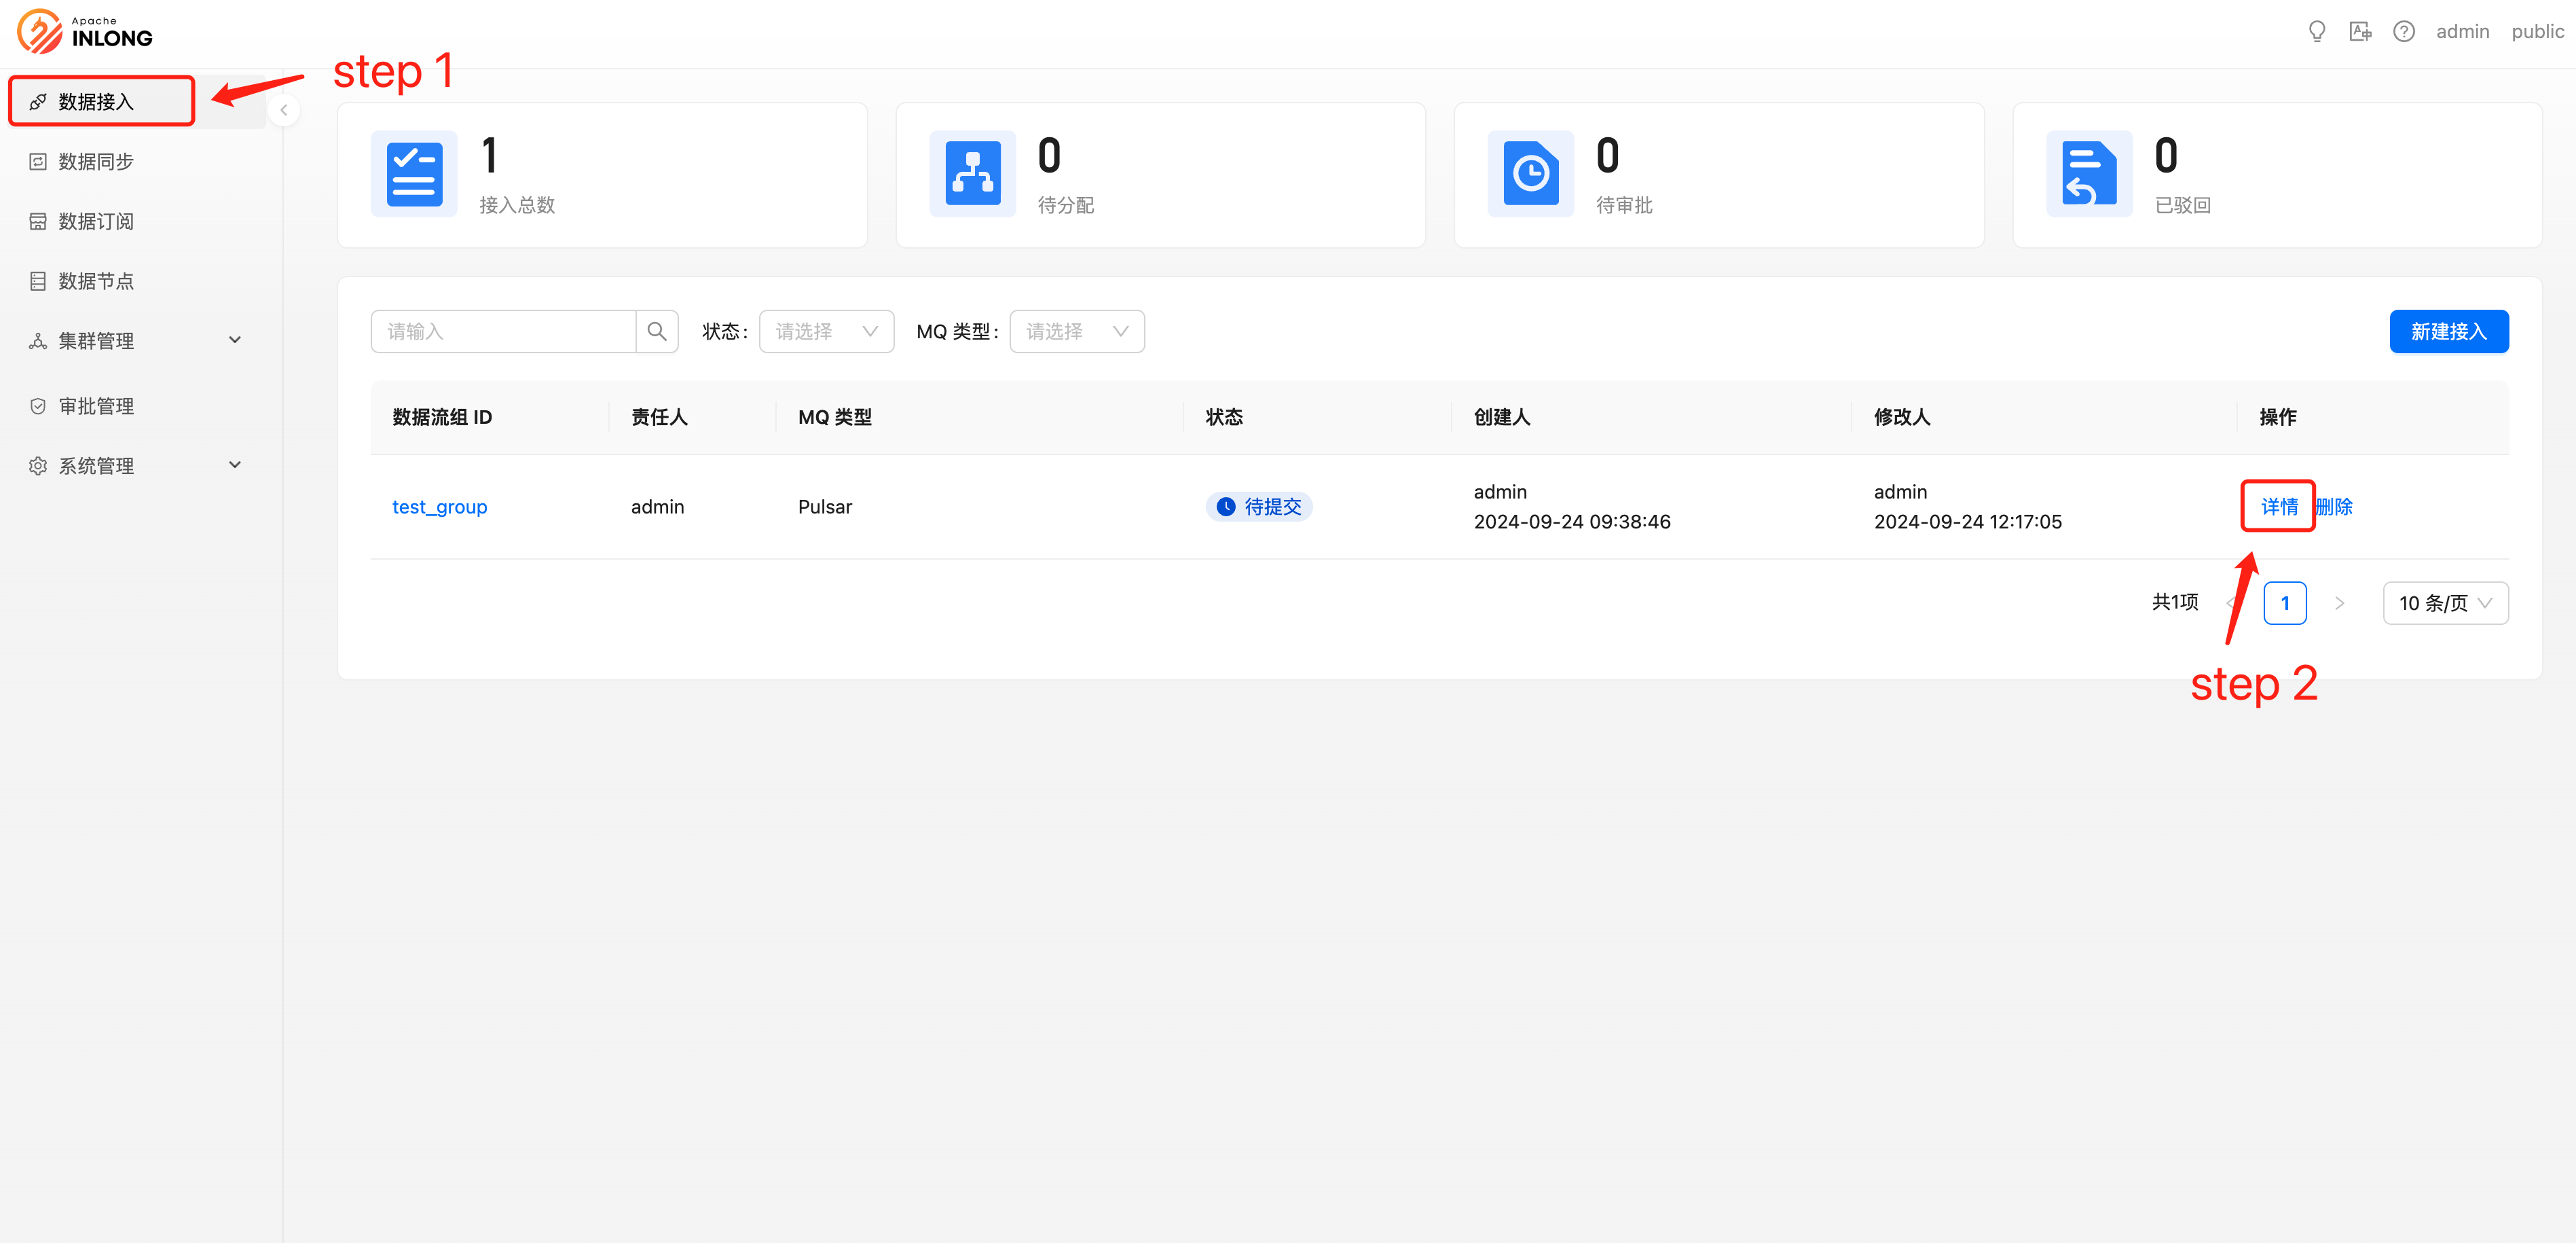 Apache
INLONG
admin public
step 1
数据接入
数据同步
数据订阅
数据节点
集群管理
审批管理
系统管理
1
接入总数
0
待分配
0
待审批
0
已驳回
请输入 状态: 请选择 MQ 类型: 请选择 新建接入
数据流组 ID 责任人 MQ 类型 状态 创建人 修改人 操作
test_group admin Pulsar 待提交 admin 2024-09-24 09:38:46 admin 2024-09-24 12:17:05 详情 删除
共1项 1 10 条/页
step 2